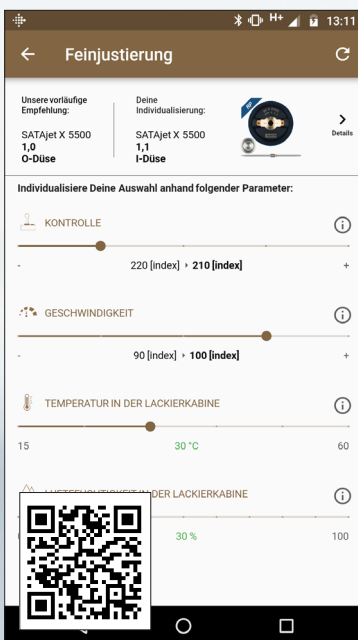 H+ 13:11
Feinjustierung
Unsere vorläufige Empfehlung:
SATAjet X 5500
1,0
O-Düse
Deine Individualisierung:
SATAjet X 5500
1,1
I-Düse
RP
Details
Individualisiere Deine Auswahl anhand folgender Parameter:
KONTROLLE
- 220 [index] ‣ 210 [index] +
GESCHWINDIGKEIT
- 90 [index] ‣ 100 [index] +
TEMPERATUR IN DER LACKIERKABINE
15 30 °C 60
DER LACKIERKABINE
30 % 100